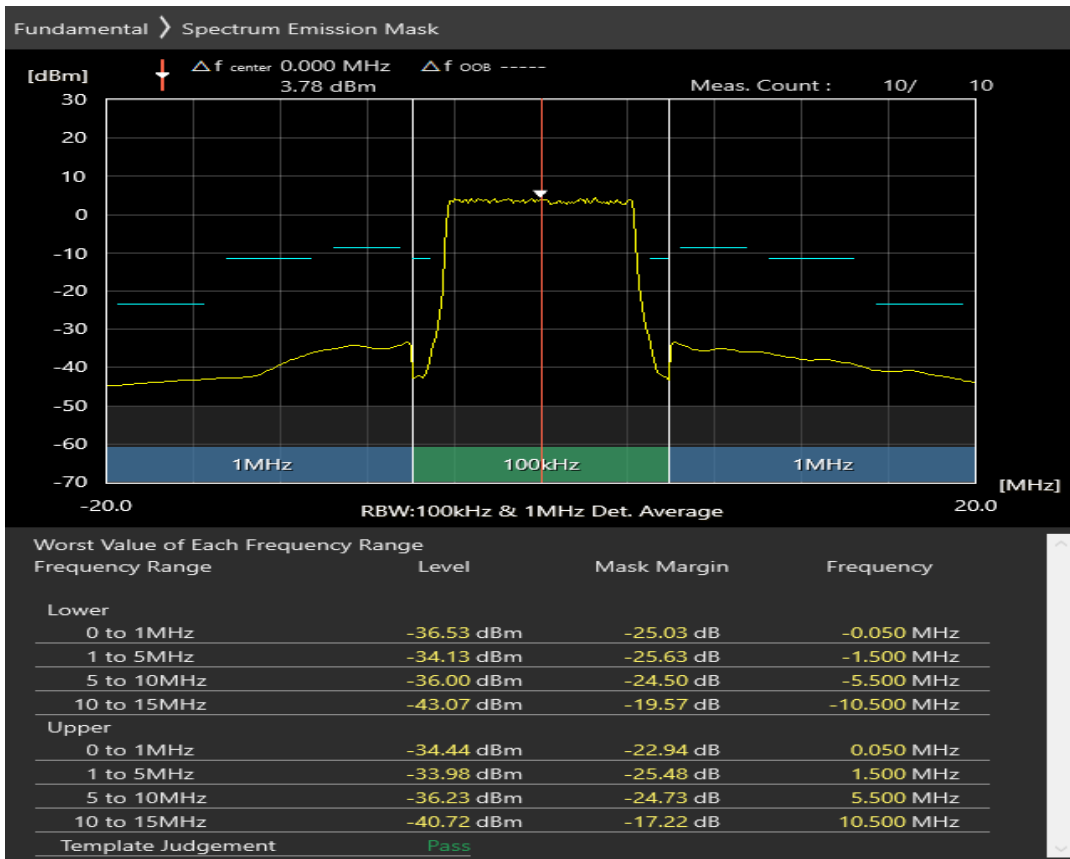 Fundamental ❯ Spectrum Emission Mask
△f center 0.000 MHz △f OOB -----
[dBm] 3.78 dBm Meas. Count : 10/ 10
30
20
10
0
-10
-20
-30
-40
-50
-60
1MHz 100kHz 1MHz
-70 [MHz]
-20.0 RBW:100kHz & 1MHz Det. Average 20.0
Worst Value of Each Frequency Range
Frequency Range Level Mask Margin Frequency
Lower
0 to 1MHz -36.53 dBm -25.03 dB -0.050 MHz
1 to 5MHz -34.13 dBm -25.63 dB -1.500 MHz
5 to 10MHz -36.00 dBm -24.50 dB -5.500 MHz
10 to 15MHz -43.07 dBm -19.57 dB -10.500 MHz
Upper
0 to 1MHz -34.44 dBm -22.94 dB 0.050 MHz
1 to 5MHz -33.98 dBm -25.48 dB 1.500 MHz
5 to 10MHz -36.23 dBm -24.73 dB 5.500 MHz
10 to 15MHz -40.72 dBm -17.22 dB 10.500 MHz
Template Judgement Pass